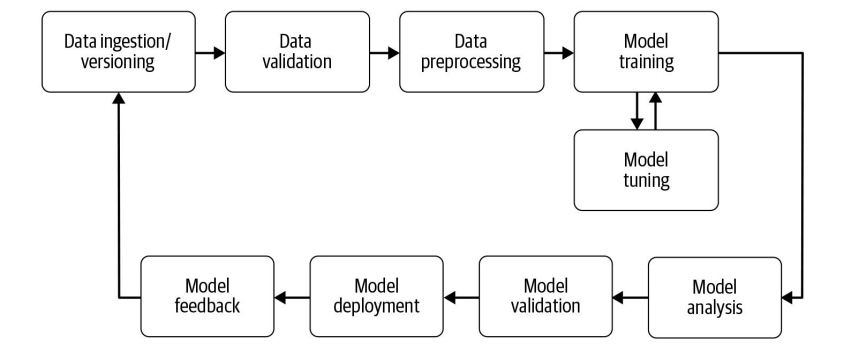 Data ingestion/
versioning
Data
validation
Data
preprocessing
Model
training
Model
tuning
Model
feedback
Model
deployment
Model
validation
Model
analysis